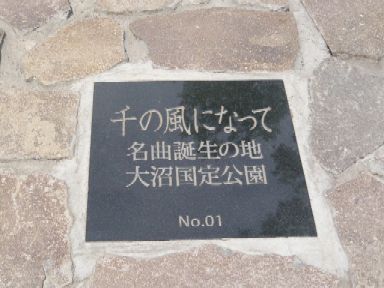 千の風になって
名曲誕生の地
大沼国定公園
No.01